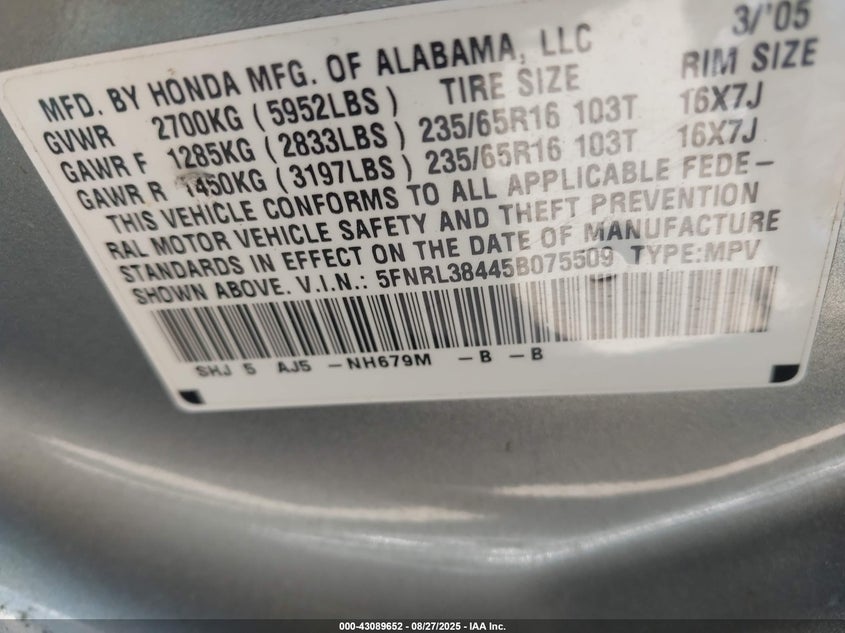 3/'05
MFD. BY HONDA MFG. OF ALABAMA, LLC
GVWR 2700KG (5952LBS) TIRE SIZE RIM SIZE
GAWR F 1285KG (2833LBS) 235/65R16 103T 16X7J
GAWR R 1450KG (3197LBS) 235/65R16 103T 16X7J
THIS VEHICLE CONFORMS TO ALL APPLICABLE FEDE-
RAL MOTOR VEHICLE SAFETY AND THEFT PREVENTION
STANDARDS IN EFFECT ON THE DATE OF MANUFACTURE
SHOWN ABOVE. V.I.N.: 5FNRL38445B075509 TYPE:MPV
SHJ 5 AJ5 -NH679M -B -B
000-43089652 | 08/27/2025 - IAA Inc.